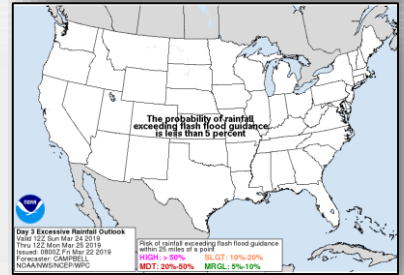 The probability of rainfall
exceeding flash flood guidance
is less than 5 percent
NOAA
Day 3 Excessive Rainfall Outlook
Valid 12Z Sun Mar 24 2019
Thru 12Z Mon Mar 25 2019
Issued: 0800Z Fri Mar 22 2019
Forecaster: CAMPBELL
NOAA/NWS/NCEP/WPC
Risk of rainfall exceeding flash flood guidance
within 25 miles of a point
HIGH: > 50% SLGT: 10%-20%
MDT: 20%-50% MRGL: 5%-10%